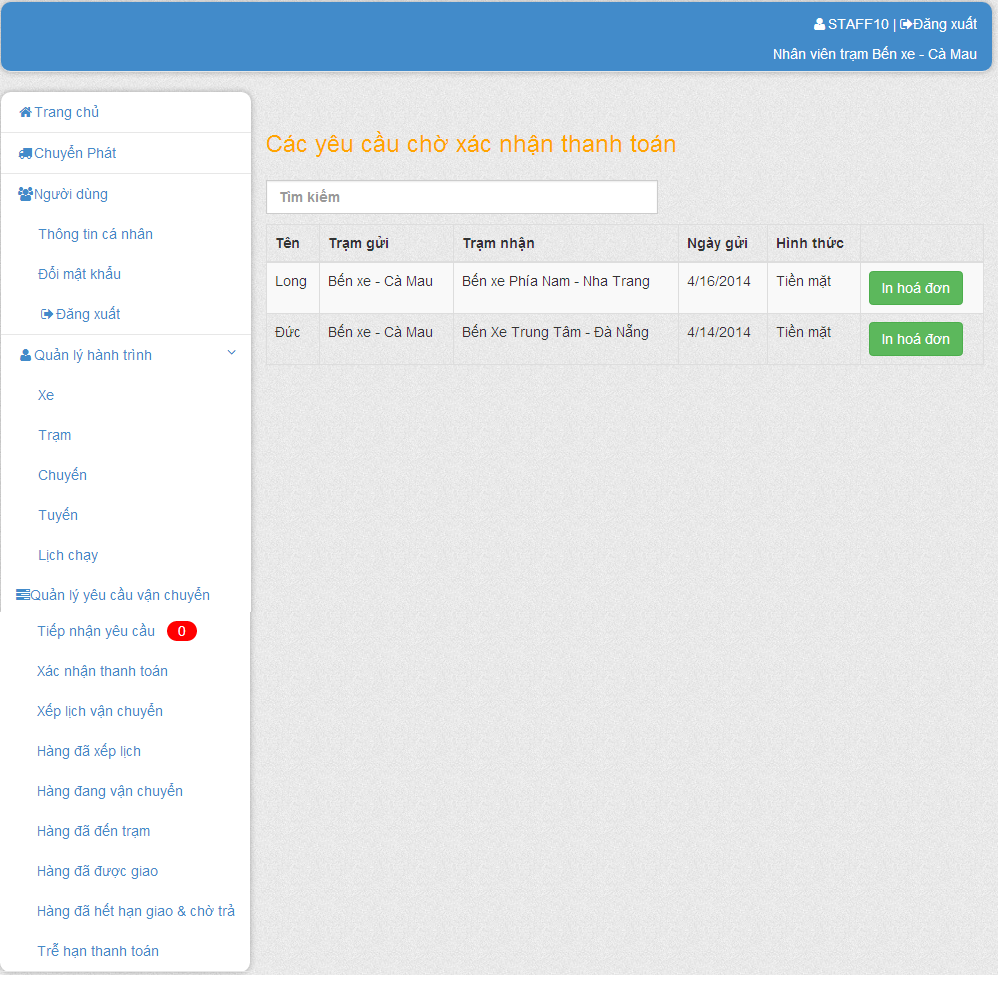 STAFF10 | Đăng xuất
Nhân viên trạm Bến xe - Cà Mau
Trang chủ
Chuyển Phát
Người dùng
Thông tin cá nhân
Đổi mật khẩu
Đăng xuất
Quản lý hành trình
Xe
Trạm
Chuyến
Tuyến
Lịch chạy
Quản lý yêu cầu vận chuyển
Tiếp nhận yêu cầu 0
Xác nhận thanh toán
Xếp lịch vận chuyển
Hàng đã xếp lịch
Hàng đang vận chuyển
Hàng đã đến trạm
Hàng đã được giao
Hàng đã hết hạn giao & chờ trả
Trễ hạn thanh toán
Các yêu cầu chờ xác nhận thanh toán
Tìm kiếm
Tên Trạm gửi Trạm nhận Ngày gửi Hình thức
Long Bến xe - Cà Mau Bến xe Phía Nam - Nha Trang 4/16/2014 Tiền mặt In hoá đơn
Đức Bến xe - Cà Mau Bến Xe Trung Tâm - Đà Nẵng 4/14/2014 Tiền mặt In hoá đơn